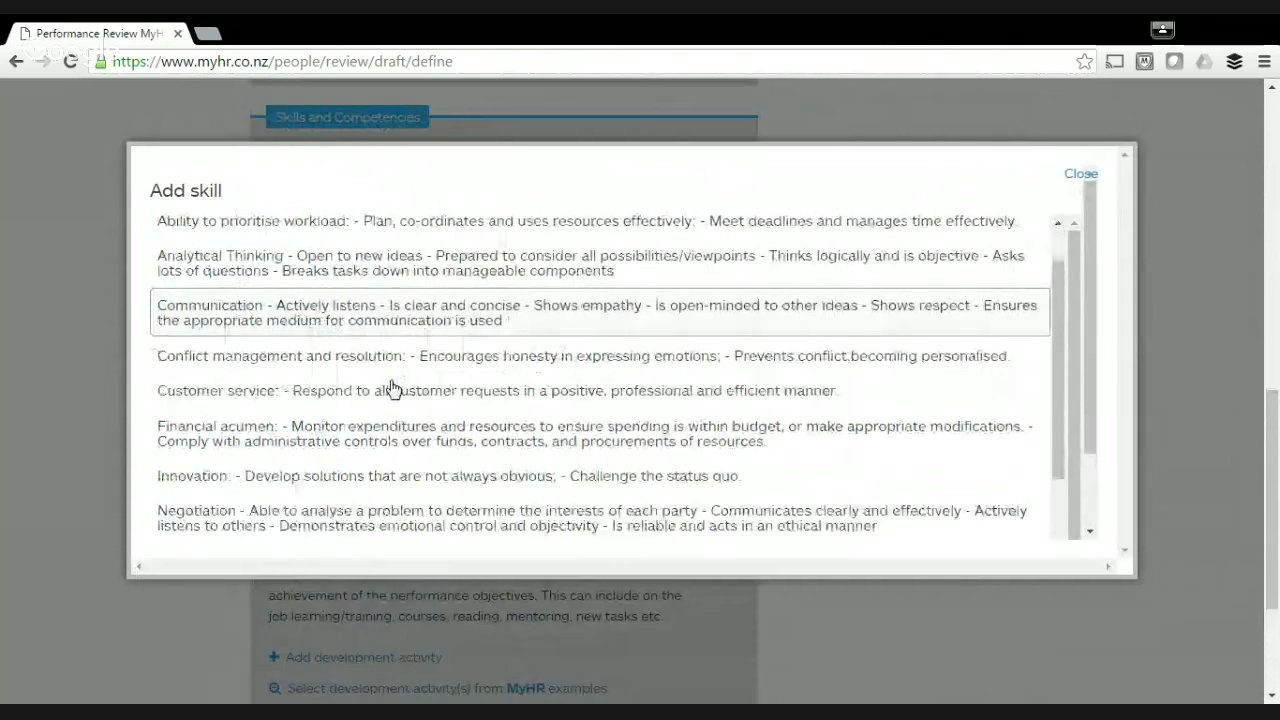 Performance Review MyH
https://www.myhr.co.nz/people/review/draft/define
Skills and Competencies
Close
Add skill
Ability to prioritise workload: - Plan, co-ordinates and uses resources effectively; - Meet deadlines and manages time effectively.
Analytical Thinking - Open to new ideas - Prepared to consider all possibilities/viewpoints - Thinks logically and is objective - Asks
lots of questions - Breaks tasks down into manageable components
Communication - Actively listens - Is clear and concise - Shows empathy - Is open-minded to other ideas - Shows respect - Ensures
the appropriate medium for communication is used
Conflict management and resolution: - Encourages honesty in expressing emotions; - Prevents conflict becoming personalised.
Customer service: - Respond to all customer requests in a positive, professional and efficient manner.
Financial acumen: - Monitor expenditures and resources to ensure spending is within budget, or make appropriate modifications. -
Comply with administrative controls over funds, contracts, and procurements of resources.
Innovation: - Develop solutions that are not always obvious; - Challenge the status quo.
Negotiation - Able to analyse a problem to determine the interests of each party - Communicates clearly and effectively - Actively
listens to others - Demonstrates emotional control and objectivity - Is reliable and acts in an ethical manner
achievement of the performance objectives. This can include on the
job learning/training, courses, reading, mentoring, new tasks etc
Add development activity
Select development activity(s) from MyHR examples